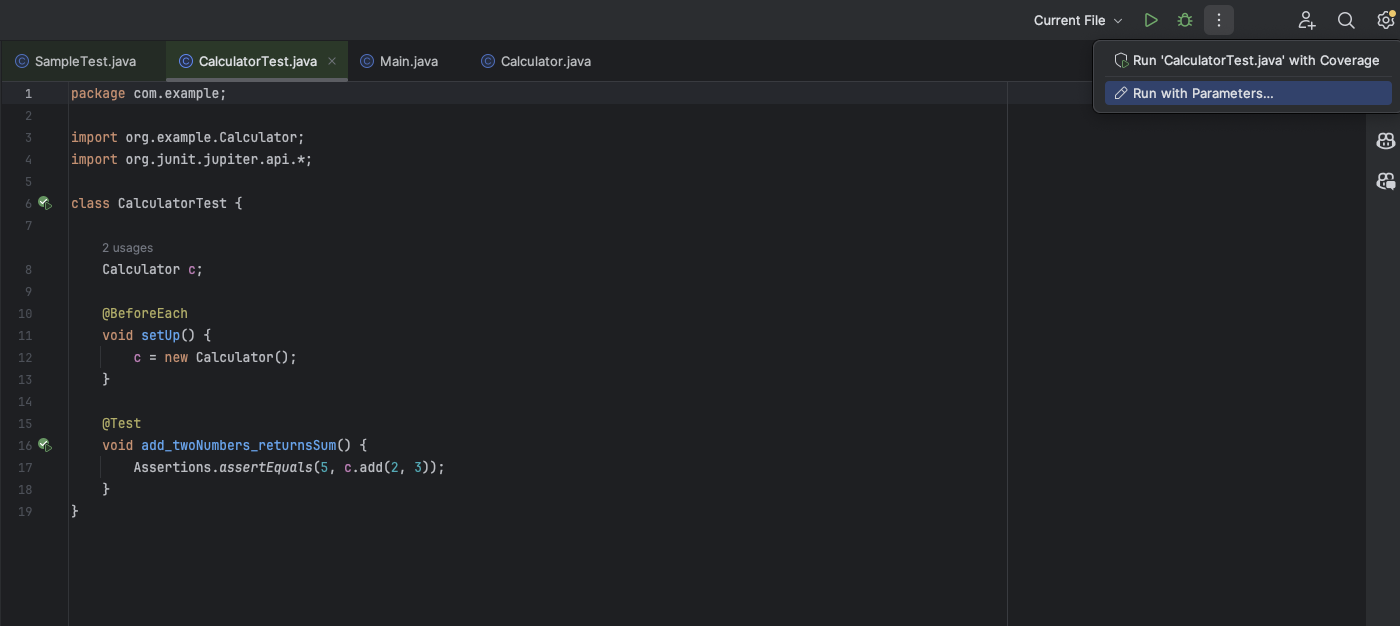 Current File
SampleTest.java CalculatorTest.java Main.java Calculator.java
Run 'CalculatorTest.java' with Coverage
Run with Parameters...
1 package com.example;
2
3 import org.example.Calculator;
4 import org.junit.jupiter.api.*;
5
6 class CalculatorTest {
7
2 usages
8 Calculator c;
9
10 @BeforeEach
11 void setUp() {
12 c = new Calculator();
13 }
14
15 @Test
16 void add_twoNumbers_returnsSum() {
17 Assertions.assertEquals(5, c.add(2, 3));
18 }
19 }